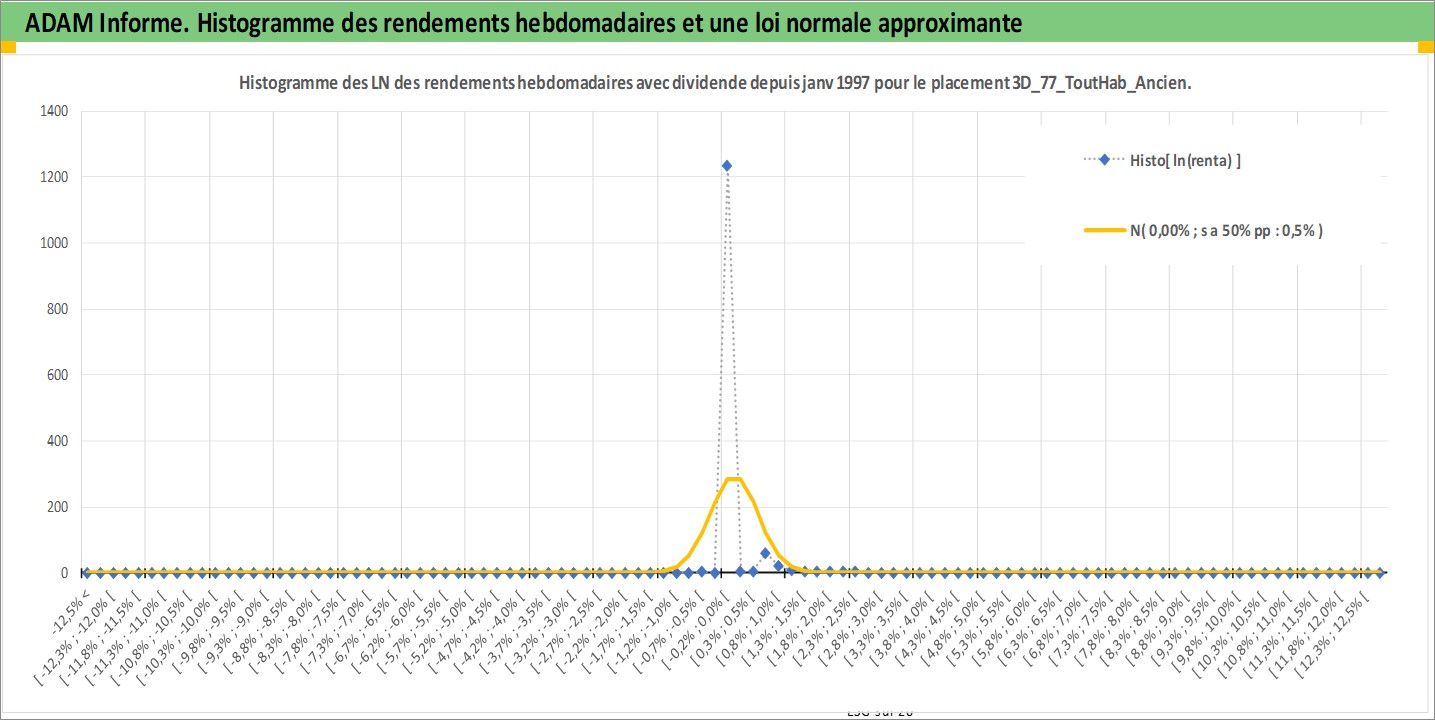 ADAM Informe. Histogramme des rendements hebdomadaires et une loi normale approximante
Histogramme des LN des rendements hebdomadaires avec dividende depuis janv 1997 pour le placement 3D_77_ToutHab_Ancien.
1400
1200
1000
800
600
400
200
0
Histo[ ln(renta) ]
N( 0,00% ; s a 50% pp : 0,5% )
-12,5% <
[ -12,3% ; -12,0% [
[ -11,8% ; -11,5% [
[ -11,3% ; -11,0% [
[ -10,8% ; -10,5% [
[ -10,3% ; -10,0% [
[ -9,8% ; -9,5% [
[ -9,3% ; -9,0% [
[ -8,8% ; -8,5% [
[ -8,3% ; -8,0% [
[ -7,8% ; -7,5% [
[ -7,3% ; -7,0% [
[ -6,7% ; -6,5% [
[ -6,2% ; -6,0% [
[ -5,7% ; -5,5% [
[ -5,2% ; -5,0% [
[ -4,7% ; -4,5% [
[ -4,2% ; -4,0% [
[ -3,7% ; -3,5% [
[ -3,2% ; -3,0% [
[ -2,7% ; -2,5% [
[ -2,2% ; -2,0% [
[ -1,7% ; -1,5% [
[ -1,2% ; -1,0% [
[ -0,7% ; -0,5% [
[ -0,2% ; 0,0% [
[ 0,3% ; 0,5% [
[ 0,8% ; 1,0% [
[ 1,3% ; 1,5% [
[ 1,8% ; 2,0% [
[ 2,3% ; 2,5% [
[ 2,8% ; 3,0% [
[ 3,3% ; 3,5% [
[ 3,8% ; 4,0% [
[ 4,3% ; 4,5% [
[ 4,8% ; 5,0% [
[ 5,3% ; 5,5% [
[ 5,8% ; 6,0% [
[ 6,3% ; 6,5% [
[ 6,8% ; 7,0% [
[ 7,3% ; 7,5% [
[ 7,8% ; 8,0% [
[ 8,3% ; 8,5% [
[ 8,8% ; 9,0% [
[ 9,3% ; 9,5% [
[ 9,8% ; 10,0% [
[ 10,3% ; 10,5% [
[ 10,8% ; 11,0% [
[ 11,3% ; 11,5% [
[ 11,8% ; 12,0% [
[ 12,3% ; 12,5% [